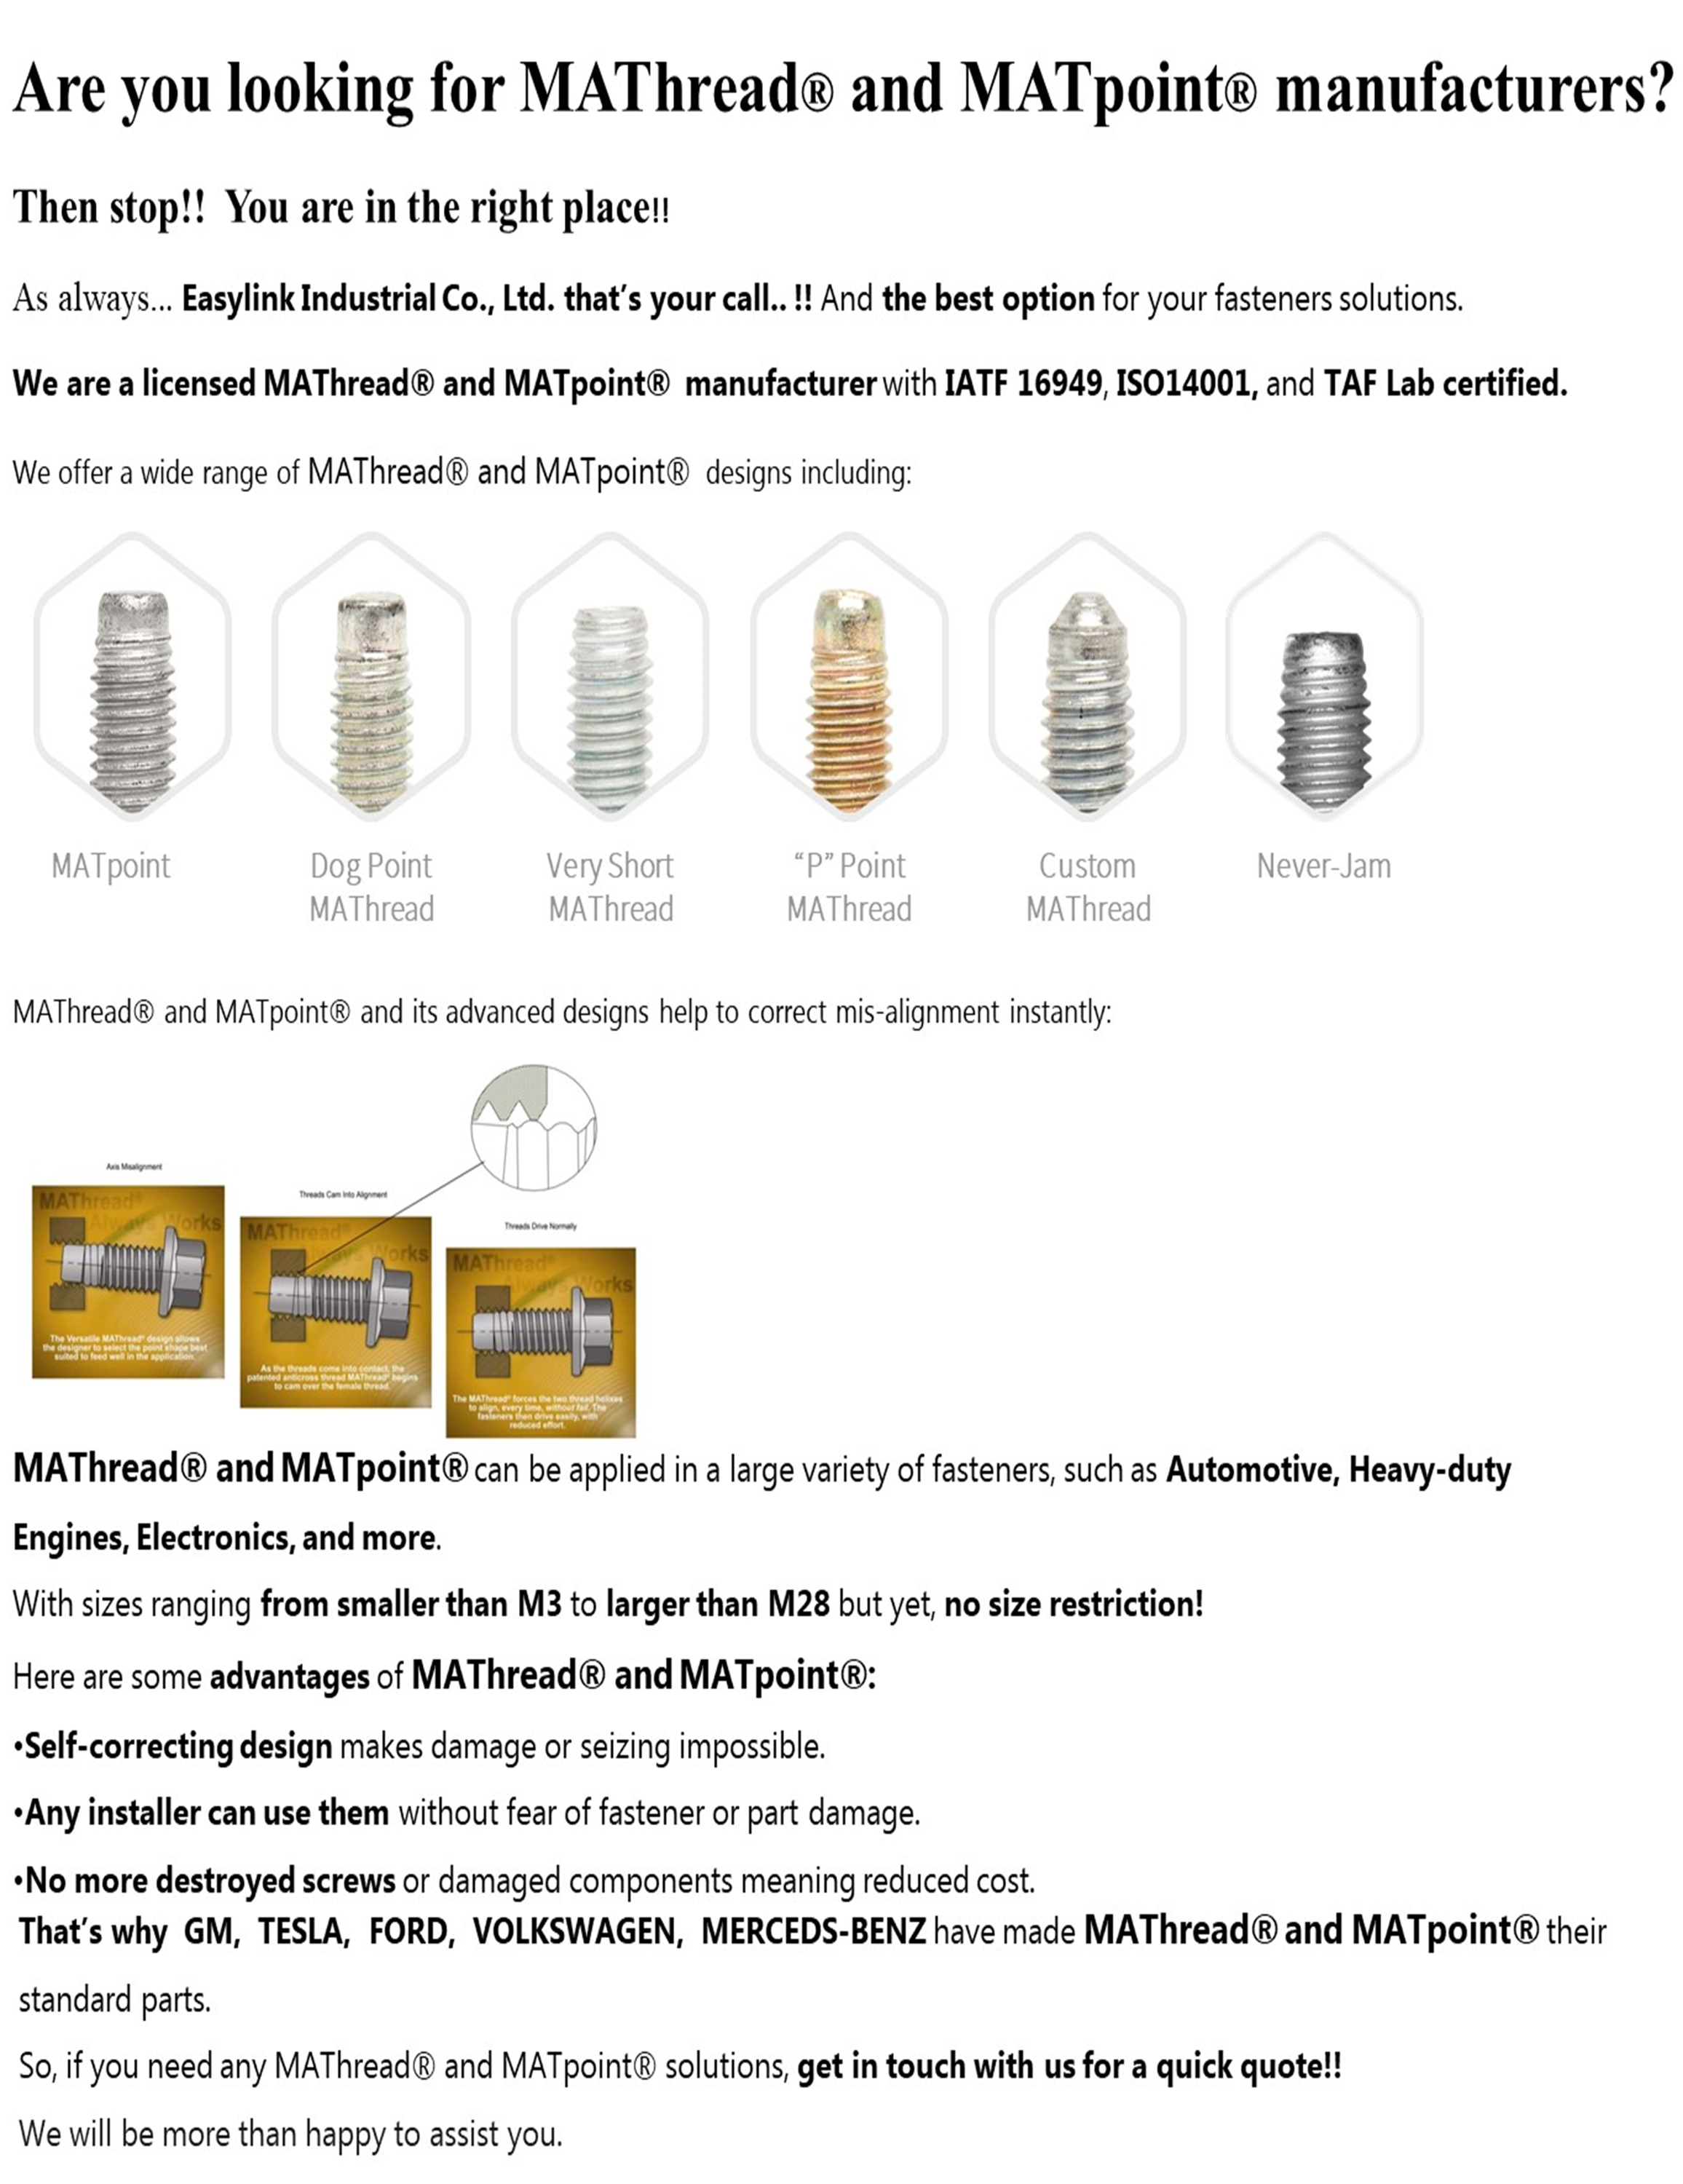 Are you looking for MAThread® and MATpoint® manufacturers?
Then stop!! You are in the right place!!
As always... Easylink Industrial Co., Ltd. that's your call.. !! And the best option for your fasteners solutions.
We are a licensed MAThread® and MATpoint® manufacturer with IATF 16949, ISO14001, and TAF Lab certified.
We offer a wide range of MAThread® and MATpoint® designs including:
MATpoint
Dog Point
MAThread
Very Short
MAThread
“P” Point
MAThread
Custom
MAThread
Never-Jam
MAThread® and MATpoint® and its advanced designs help to correct mis-alignment instantly:
Axis Misalignment
MAThread®
Always Works
The Versatile MAThread® design allows
the designer to select the point shape best
suited to feed well in the application.
Threads Cam Into Alignment
MAThread®
Always Works
As the threads come into contact, the
patented anticross thread MAThread® begins
to cam over the female thread.
Threads Drive Normally
MAThread®
Always Works
The MAThread® forces the two thread helixes
to align, every time, without fail. The
fasteners then drive easily, with
reduced effort.
MAThread® and MATpoint® can be applied in a large variety of fasteners, such as Automotive, Heavy-duty
Engines, Electronics, and more.
With sizes ranging from smaller than M3 to larger than M28 but yet, no size restriction!
Here are some advantages of MAThread® and MATpoint®:
•Self-correcting design makes damage or seizing impossible.
•Any installer can use them without fear of fastener or part damage.
•No more destroyed screws or damaged components meaning reduced cost.
That's why GM, TESLA, FORD, VOLKSWAGEN, MERCEDS-BENZ have made MAThread® and MATpoint® their
standard parts.
So, if you need any MAThread® and MATpoint® solutions, get in touch with us for a quick quote!!
We will be more than happy to assist you.